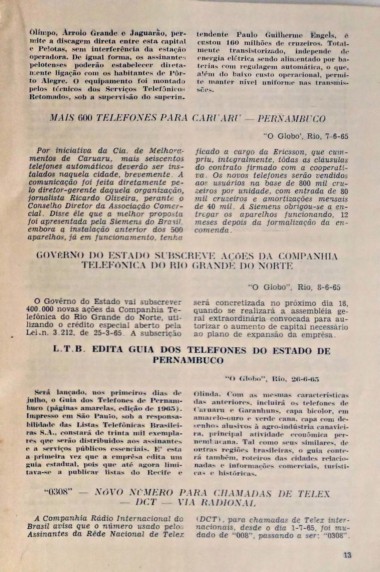 Olimpo, Arroio Grande e Jaguarão, per-
mite a discagem direta entre esta capital
e Pelotas, sem interferência da estação
operadora. De igual forma, os assinantes
pelotenses poderão estabelecer direta-
mente ligação com os habitantes de Pôr-
to Alegre. O equipamento foi montado
pelos técnicos dos Serviços Telefônicos
Retomados, sob a supervisão do superin-
tendente Paulo Guilherme Engels, e
custou 160 milhões de cruzeiros. Total-
mente transistorizado, independe de
energia elétrica sendo alimentado por ba-
terias com regulagem automática, o que,
além do baixo custo operacional, permi-
te manter nível uniforme nas transmis-
sões.
MAIS 600 TELEFONES PARA CARUARU — PERNAMBUCO
"O Globo', Rio, 7-6-65
Por iniciativa da Cia. de Melhora-
mentos de Caruaru, mais seiscentos
telefones automáticos deverão ser ins-
talados naquela cidade, brevemente. A
comunicação foi feita diretamente pe-
lo diretor-gerente daquela organização,
jornalista Ricardo Oliveira, perante o
Conselho Diretor da Associação Comer-
cial. Disse êle que a melhor proposta
foi apresentada pela Siemens do Brasil,
embora a instalação anterior dos 500
aparelhos, já em funcionamento, tenha
ficado a cargo da Ericsson, que cum-
priu, integralmente, tôdas as cláusulas
do contrato firmado com a cooperati-
va. Os novos telefones serão vendidos
aos usuários na base de 800 mil cru-
zeiros por unidade, com entrada de 80
mil cruzeiros e amortizações mensais
de 40 mil. A Siemens obrigou-se a en-
tregar os aparelhos funcionando, 12
meses depois da formalização da en-
comenda.
GOVÊRNO DO ESTADO SUBSCREVE AÇÕES DA COMPANHIA
TELEFÔNICA DO RIO GRANDE DO NORTE
"O Globo", Rio, 8-6-65
O Govêrno do Estado vai subscrever
400.000 novas ações da Companhia Te-
lefônica do Rio Grande do Norte, uti-
lizando o crédito especial aberto pela
Lei.n. 3 212, de 25-3-65. A subscrição
será concretizada no próximo dia 18,
quando se realizará a assembléia ge-
ral extraordinária convocada para au-
torizar o aumento de capital necessário
ao plano de expansão da emprêsa.
L.T.B. EDITA GUIA DOS TELEFONES DO ESTADO DE
PERNAMBUCO
"O Globo", Rio, 26-6-65
Será lançado, nos primeiros dias de
julho, o Guia dos Telefones de Pernam-
buco (páginas amarelas, edição de 1965).
Impresso em São Paulo, sob a responsa-
bilidade das Listas Telefônicas Brasilei-
ras S.A., constará de trinta mil exempla-
res que serão distribuídos aos assinantes
e a serviços públicos essenciais. E' esta
a primeira vez que a emprêsa edita um
guia estadual, pois que até agora limi-
tava-se a publicar listas do Recife e
Olinda. Com as mesmas características
das anteriores, incluirá os telefones de
Caruaru e Garanhuns, capa bicolor, em
amarelo-ouro e verde cana, capa com de-
senhos alusivos à agro-indústria canaviei-
ra, principal atividade econômica per-
nambucana. Tal como seus similares, de
outras regiões brasileiras, o guia conte-
rá também, roteiros das cidades relacio-
nadas e informações comerciais, turísti-
cas e históricas.
"0308" — NOVO NÚMERO PARA CHAMADAS DE TELEX
— DCT — VIA RADIONAL
A Companhia Rádio Internacional do
Brasil avisa que o número usado pelos
Assinantes da Rêde Nacional de Telex
(DCT), para chamadas de Telex inter-
nacionais, desde o dia 1-7-65, foi mu-
dado de "008", passando a ser: "0308".
13